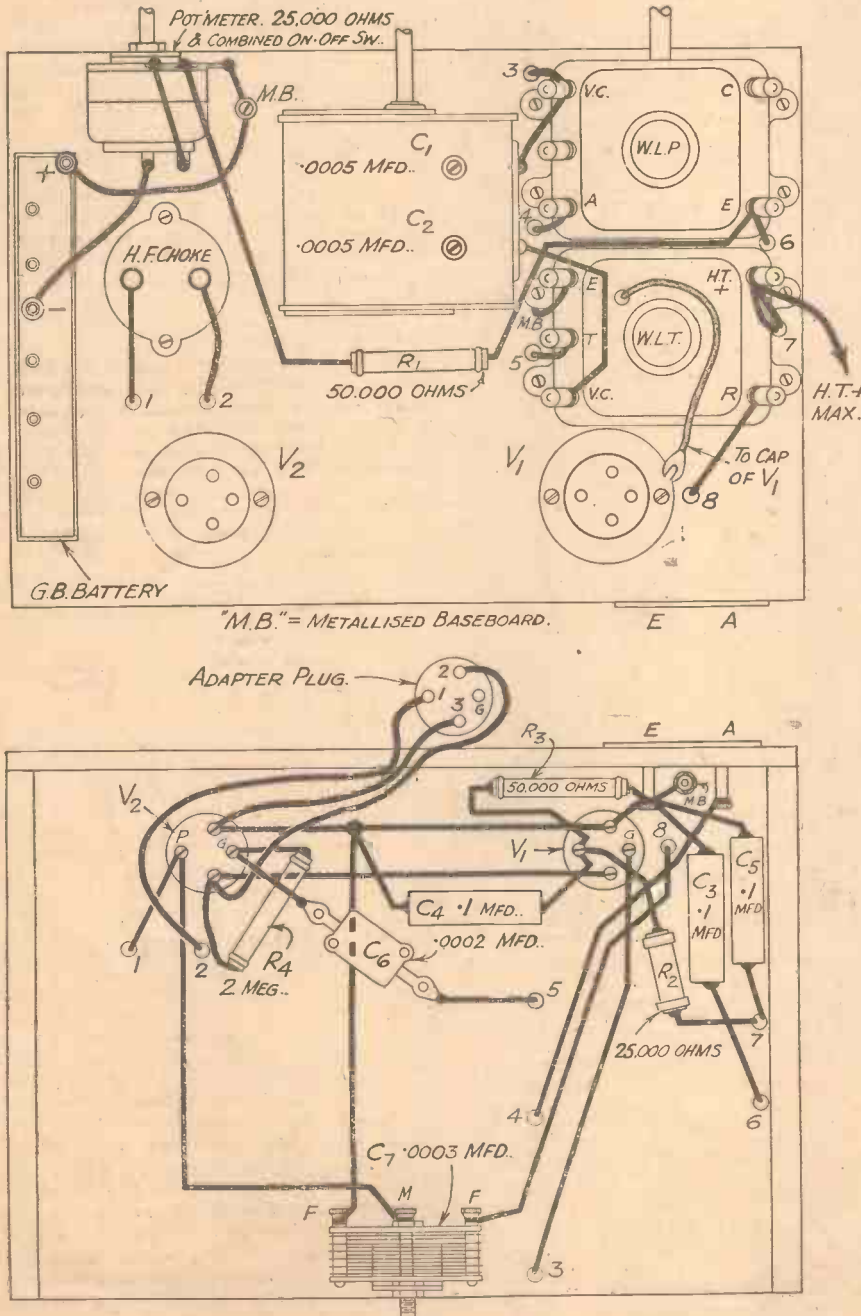 POT'METER. 25,000 OHMS
& COMBINED ON-OFF SW.
M.B.
3
V.C.
C
W.L.P
C1
·0005 MFD..
+
A
E
4
C2
·0005 MFD..
6
H.F. CHOKE
E
H.T.
+
M.B
-
W.L.T.
T
7
5
R1
50.000 OHMS
V.C.
R
H.T.+
MAX.
1
2
V2
V1
TO CAP
OF V1
8
G.B. BATTERY
"M.B." = METALLISED BASEBOARD.
E A
ADAPTER PLUG.
2
1
3
G
R3
E A
50.000 OHMS
M B
V2
P
G
V1
G
8
C5
·1
MFD
C3
·1
MFD
C4 ·1 MFD..
C6
·0002 MFD..
R2
1
2
R4
2 MEG..
5
7
25,000 OHMS
4
6
C7 ·0003 MFD..
F
M
F
3